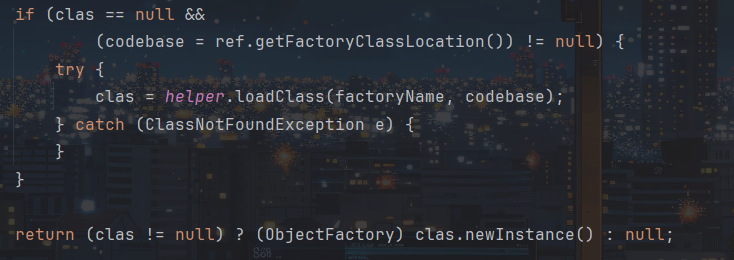 if (clas == null &&
        (codebase = ref.getFactoryClassLocation()) != null) {
    try {
        clas = helper.loadClass(factoryName, codebase);
    } catch (ClassNotFoundException e) {
    }
}
return (clas != null) ? (ObjectFactory) clas.newInstance() : null;